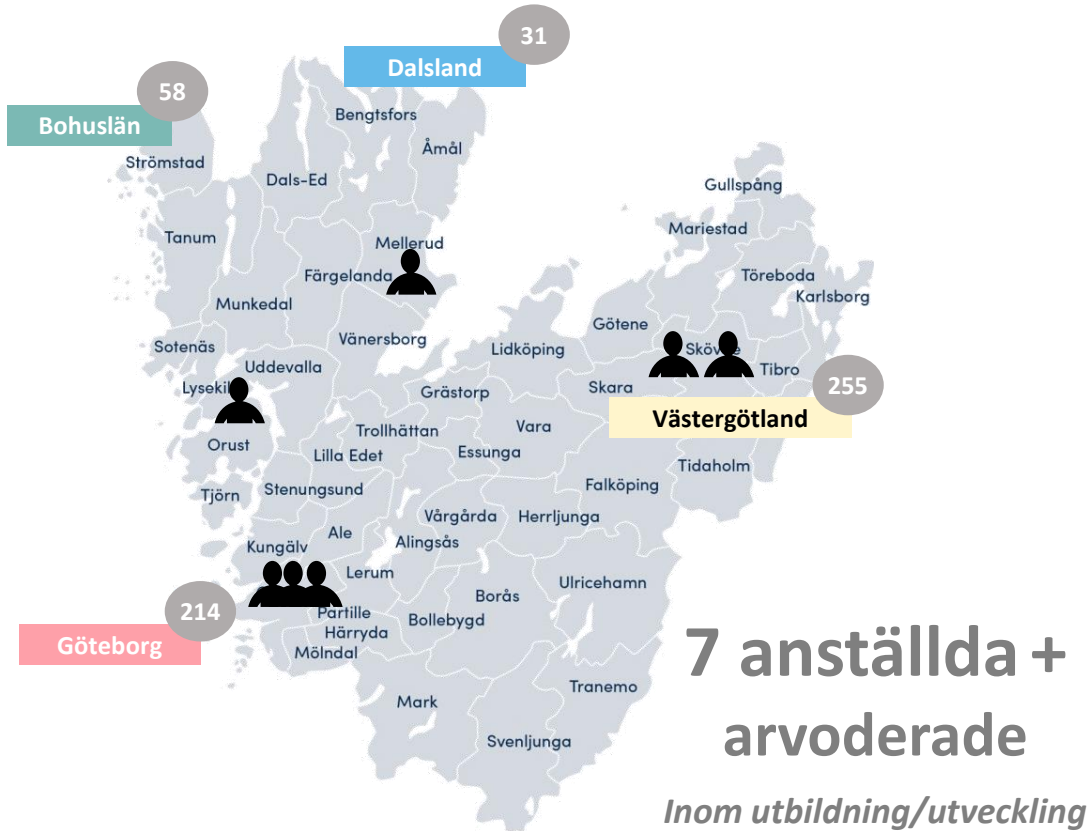 31
Dalsland
58
Bohuslän
Bengtsfors
Åmål
Strömstad
Dals-Ed
Gullspång
Mariestad
Tanum
Mellerud
Färgelanda
Töreboda
Karlsborg
Munkedal
Götene
Vänersborg
Sotenäs
Lidköping
Uddevalla
Tibro
Skara
255
Grästorp
Västergötland
Vara
Trollhättan
Orust
Essunga
Lilla Edet
Tidaholm
Falköping
Stenungsund
Tjörn
Vårgårda
Herrljunga
Ale
Alingsås
Kungälv
Lerum
Ulricehamn
Borås
214
Partille
Bollebygd
Härryda
Göteborg
Mölndal
7 anställda +
arvoderade
Tranemo
Mark
Svenljunga
Inom utbildning/utveckling